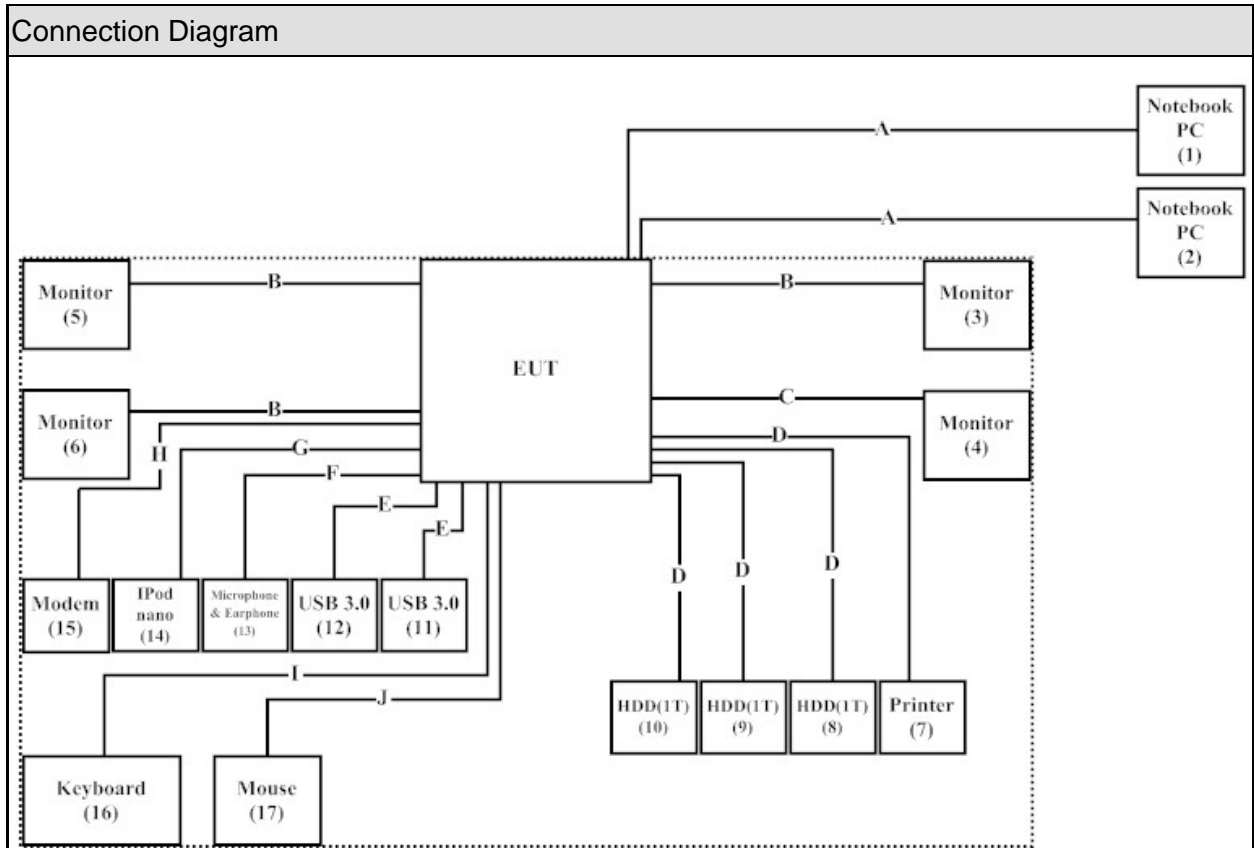 Connection Diagram
Notebook
PC
(1)
A
Notebook
PC
(2)
A
Monitor
(5)
B
EUT
B
Monitor
(3)
Monitor
(6)
B
C
Monitor
(4)
H
G
F
E
E
D
D
D
D
Modem
(15)
IPod
nano
(14)
Microphone
& Earphone
(13)
USB 3.0
(12)
USB 3.0
(11)
I
J
HDD(1T)
(10)
HDD(1T)
(9)
HDD(1T)
(8)
Printer
(7)
Keyboard
(16)
Mouse
(17)